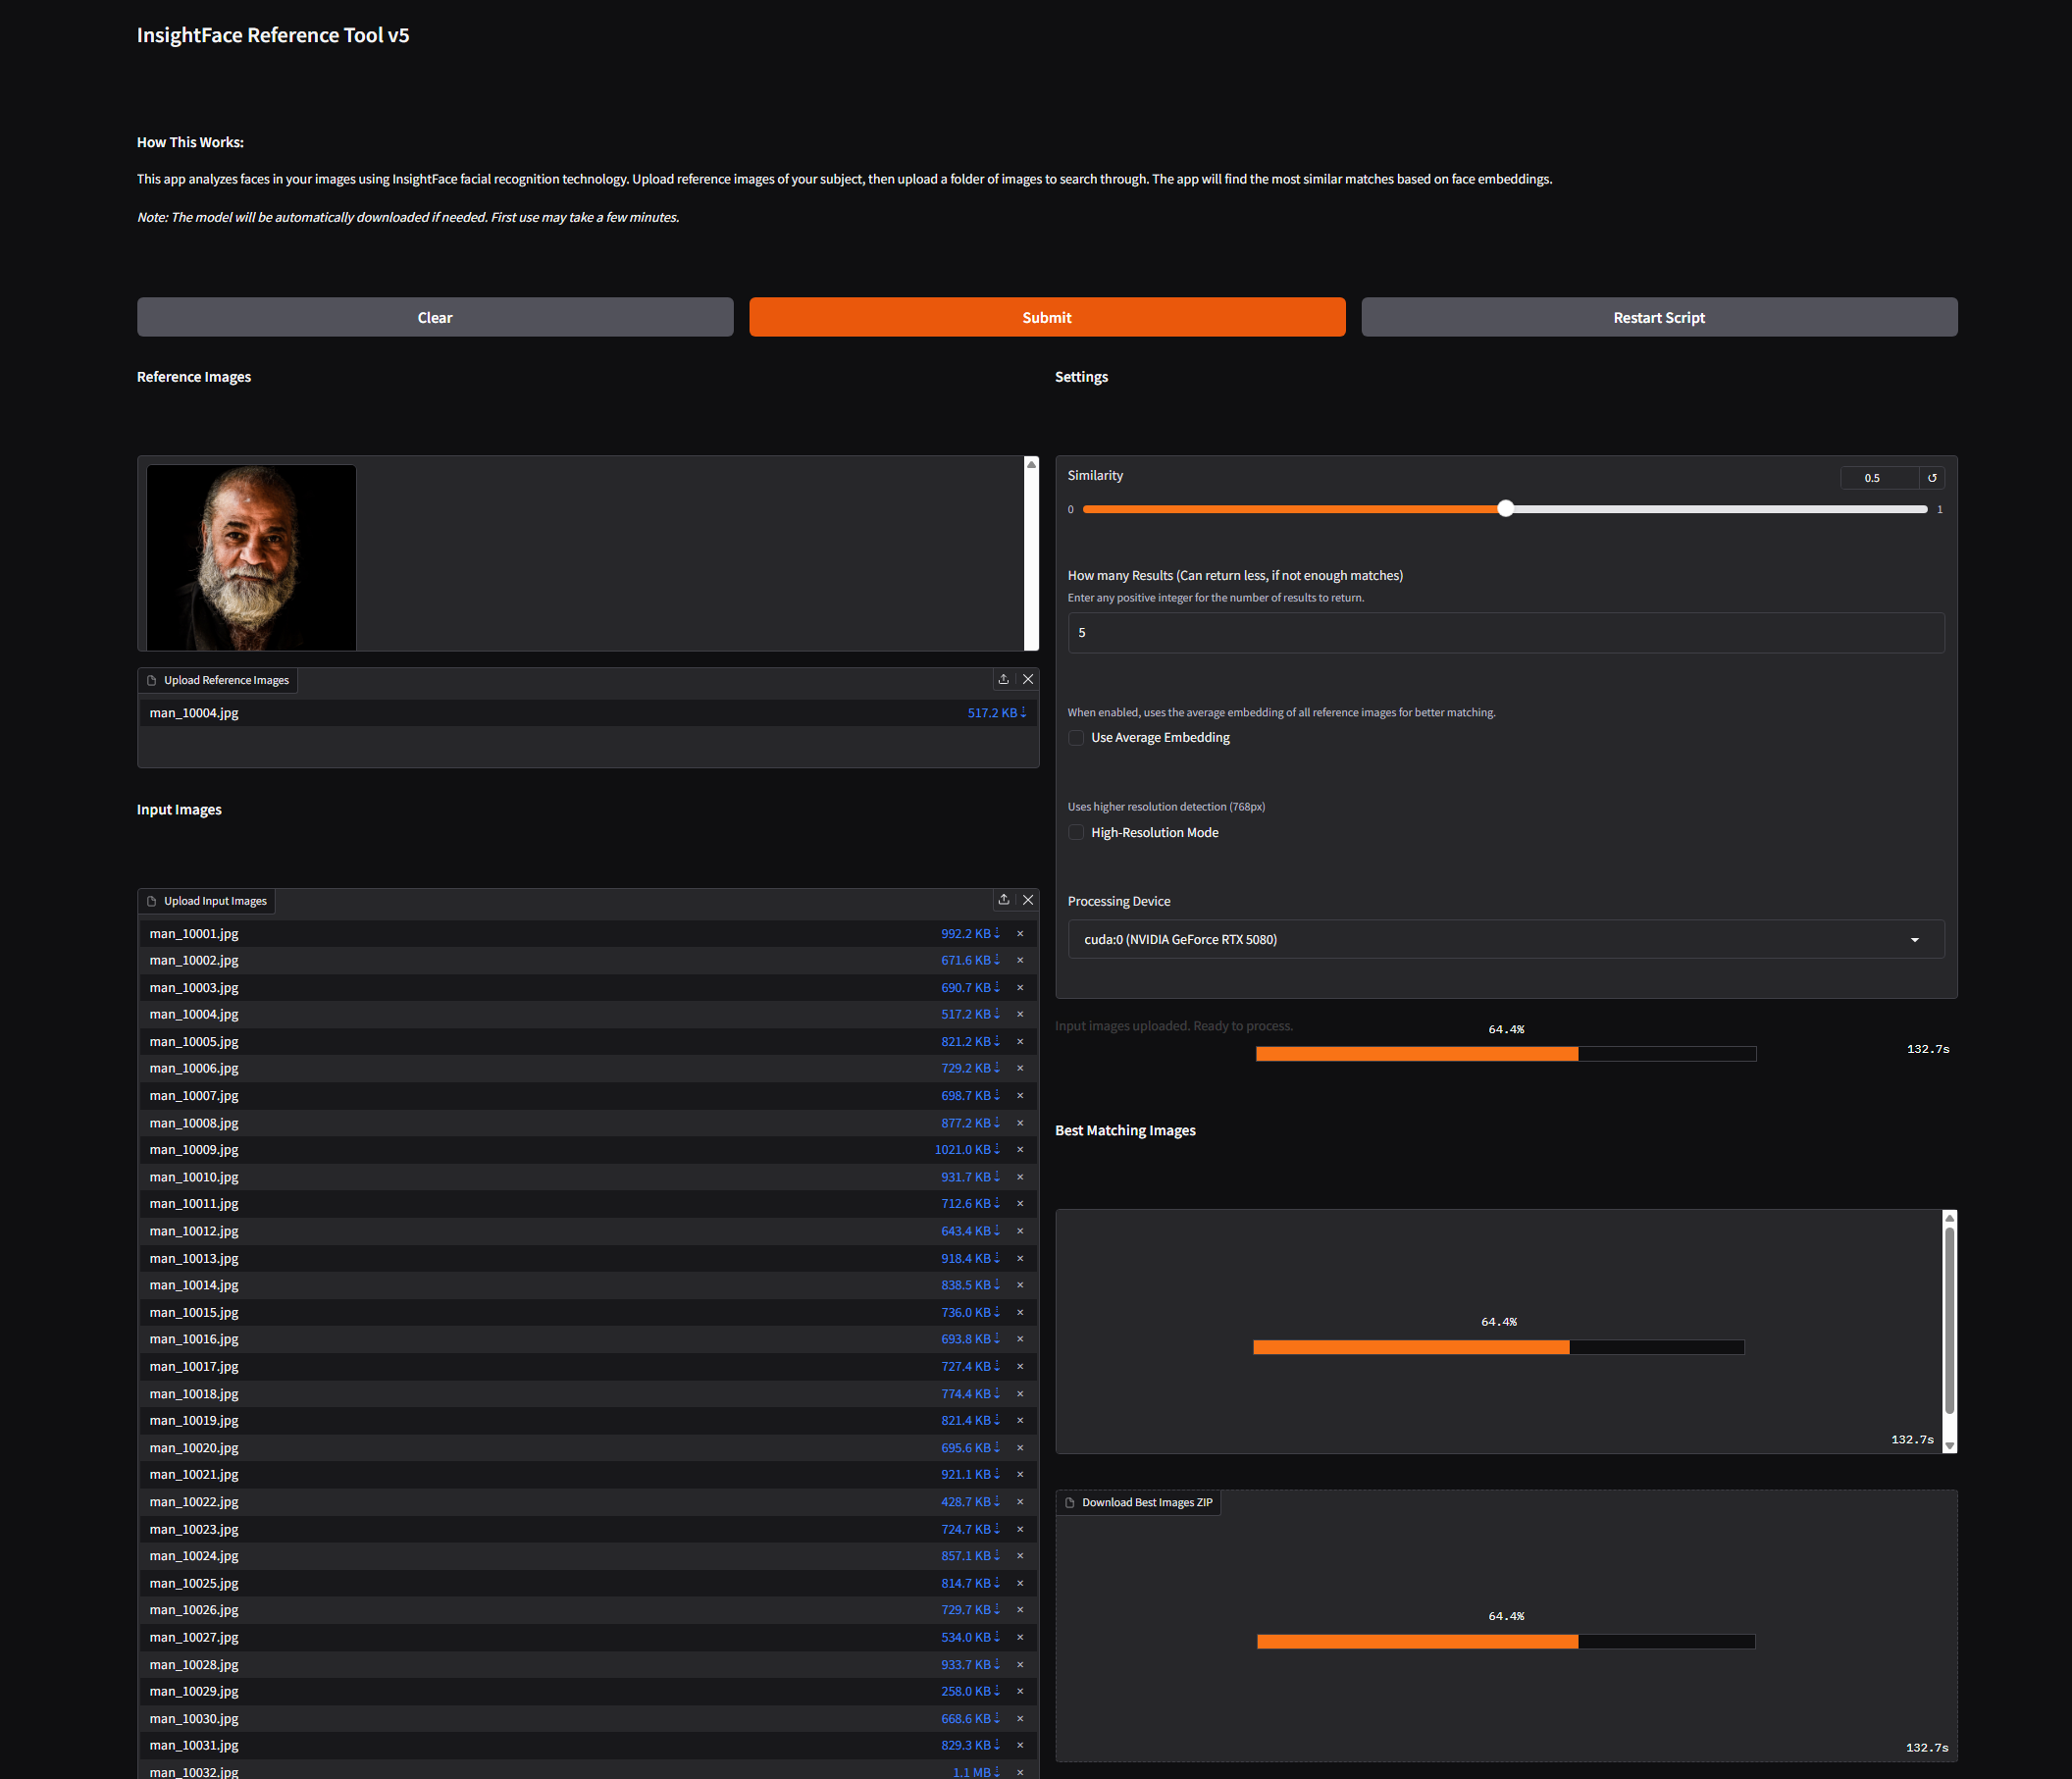 InsightFace Reference Tool v5
How This Works:
This app analyzes faces in your images using InsightFace facial recognition technology. Upload reference images of your subject, then upload a folder of images to search through. The app will find the most similar matches based on face embeddings.
Note: The model will be automatically downloaded if needed. First use may take a few minutes.
Clear
Submit
Restart Script
Reference Images
Upload Reference Images
man_10004.jpg 517.2 KB
Input Images
Upload Input Images
man_10001.jpg 992.2 KB
man_10002.jpg 671.6 KB
man_10003.jpg 690.7 KB
man_10004.jpg 517.2 KB
man_10005.jpg 821.2 KB
man_10006.jpg 729.2 KB
man_10007.jpg 698.7 KB
man_10008.jpg 877.2 KB
man_10009.jpg 1021.0 KB
man_10010.jpg 931.7 KB
man_10011.jpg 712.6 KB
man_10012.jpg 643.4 KB
man_10013.jpg 918.4 KB
man_10014.jpg 838.5 KB
man_10015.jpg 736.0 KB
man_10016.jpg 693.8 KB
man_10017.jpg 727.4 KB
man_10018.jpg 774.4 KB
man_10019.jpg 821.4 KB
man_10020.jpg 695.6 KB
man_10021.jpg 921.1 KB
man_10022.jpg 428.7 KB
man_10023.jpg 724.7 KB
man_10024.jpg 857.1 KB
man_10025.jpg 814.7 KB
man_10026.jpg 729.7 KB
man_10027.jpg 534.0 KB
man_10028.jpg 933.7 KB
man_10029.jpg 258.0 KB
man_10030.jpg 668.6 KB
man_10031.jpg 829.3 KB
man_10032.jpg 1.1 MB
Settings
Similarity 0.5
0 1
How many Results (Can return less, if not enough matches)
Enter any positive integer for the number of results to return.
5
When enabled, uses the average embedding of all reference images for better matching.
Use Average Embedding
Uses higher resolution detection (768px)
High-Resolution Mode
Processing Device
cuda:0 (NVIDIA GeForce RTX 5080)
Input images uploaded. Ready to process.
64.4%
132.7s
Best Matching Images
64.4%
132.7s
Download Best Images ZIP
64.4%
132.7s